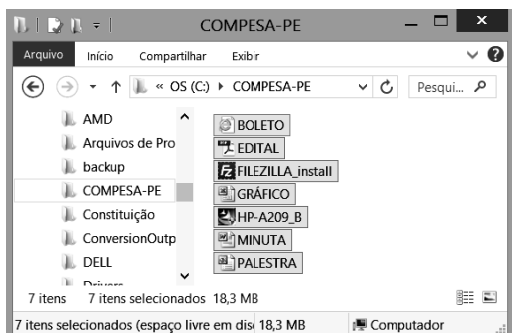 COMPESA-PE
Arquivo Início Compartilhar Exibr
« OS (C:) COMPESA-PE Pesqui...
AMD
Arquivos de Pro
backup
COMPESA-PE
Constituição
ConversionOutp
DELL
Drivers
BOLETO
EDITAL
FILEZILLA_install
GRÁFICO
HP-A209_B
MINUTA
PALESTRA
7 itens 7 itens selecionados 18,3 MB
7 itens selecionados (espaço livre em dis 18,3 MB Computador